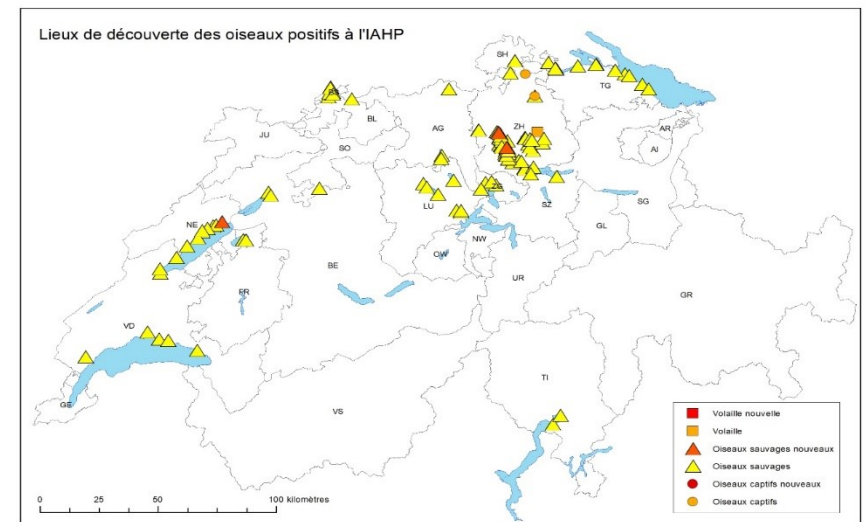 Lieux de découverte des oiseaux positifs à l'IAHP
SH
TG
BS
BL
AG
ZH
AR
AI
JU
SO
SG
LU
ZG
SZ
GL
NE
NW
OW
UR
BE
FR
GR
VD
TI
VS
GE
Volaille nouvelle
Volaille
Oiseaux sauvages nouveaux
Oiseaux sauvages
Oiseaux captifs nouveaux
Oiseaux captifs
0 25 50 100 kilomètres